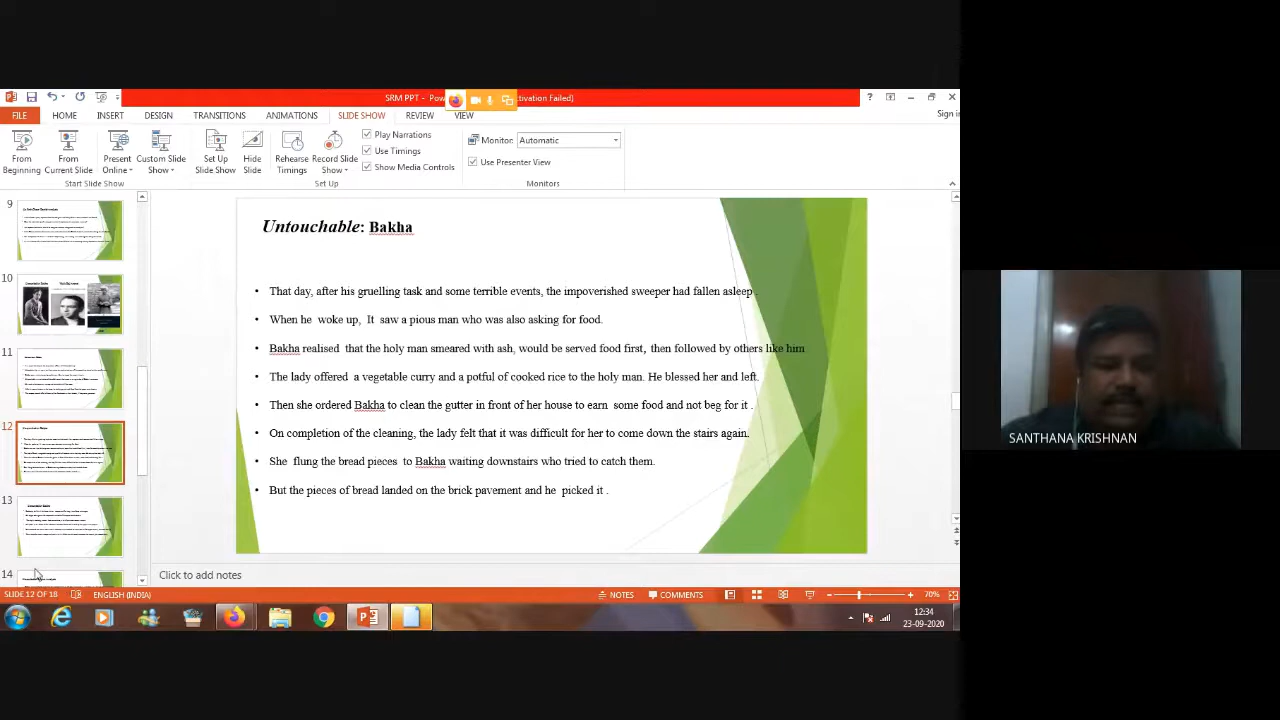 SRM PPT - Pow
tivation Failed)
Sign in
FILE HOME INSERT DESIGN TRANSITIONS ANIMATIONS SLIDE SHOW REVIEW VIEW
From Beginning
From Current Slide
Present Online
Custom Slide Show
Set Up Slide Show
Hide Slide
Rehearse Timings
Record Slide Show
Play Narrations
Use Timings
Show Media Controls
Monitor: Automatic
Use Presenter View
Start Slide Show
Set Up
Monitors
9
10
11
12
13
14
Untouchable: Bakha
• That day, after his gruelling task and some terrible events, the impoverished sweeper had fallen asleep .
• When he woke up, It saw a pious man who was also asking for food.
• Bakha realised that the holy man smeared with ash, would be served food first, then followed by others like him
• The lady offered a vegetable curry and a potful of cooked rice to the holy man. He blessed her and left.
• Then she ordered Bakha to clean the gutter in front of her house to earn some food and not beg for it .
• On completion of the cleaning, the lady felt that it was difficult for her to come down the stairs again.
• She flung the bread pieces to Bakha waiting downstairs who tried to catch them.
• But the pieces of bread landed on the brick pavement and he picked it .
Click to add notes
SLIDE 12 OF 18
ENGLISH (INDIA)
NOTES
COMMENTS
70%
12:34
23-09-2020
SANTHANA KRISHNAN